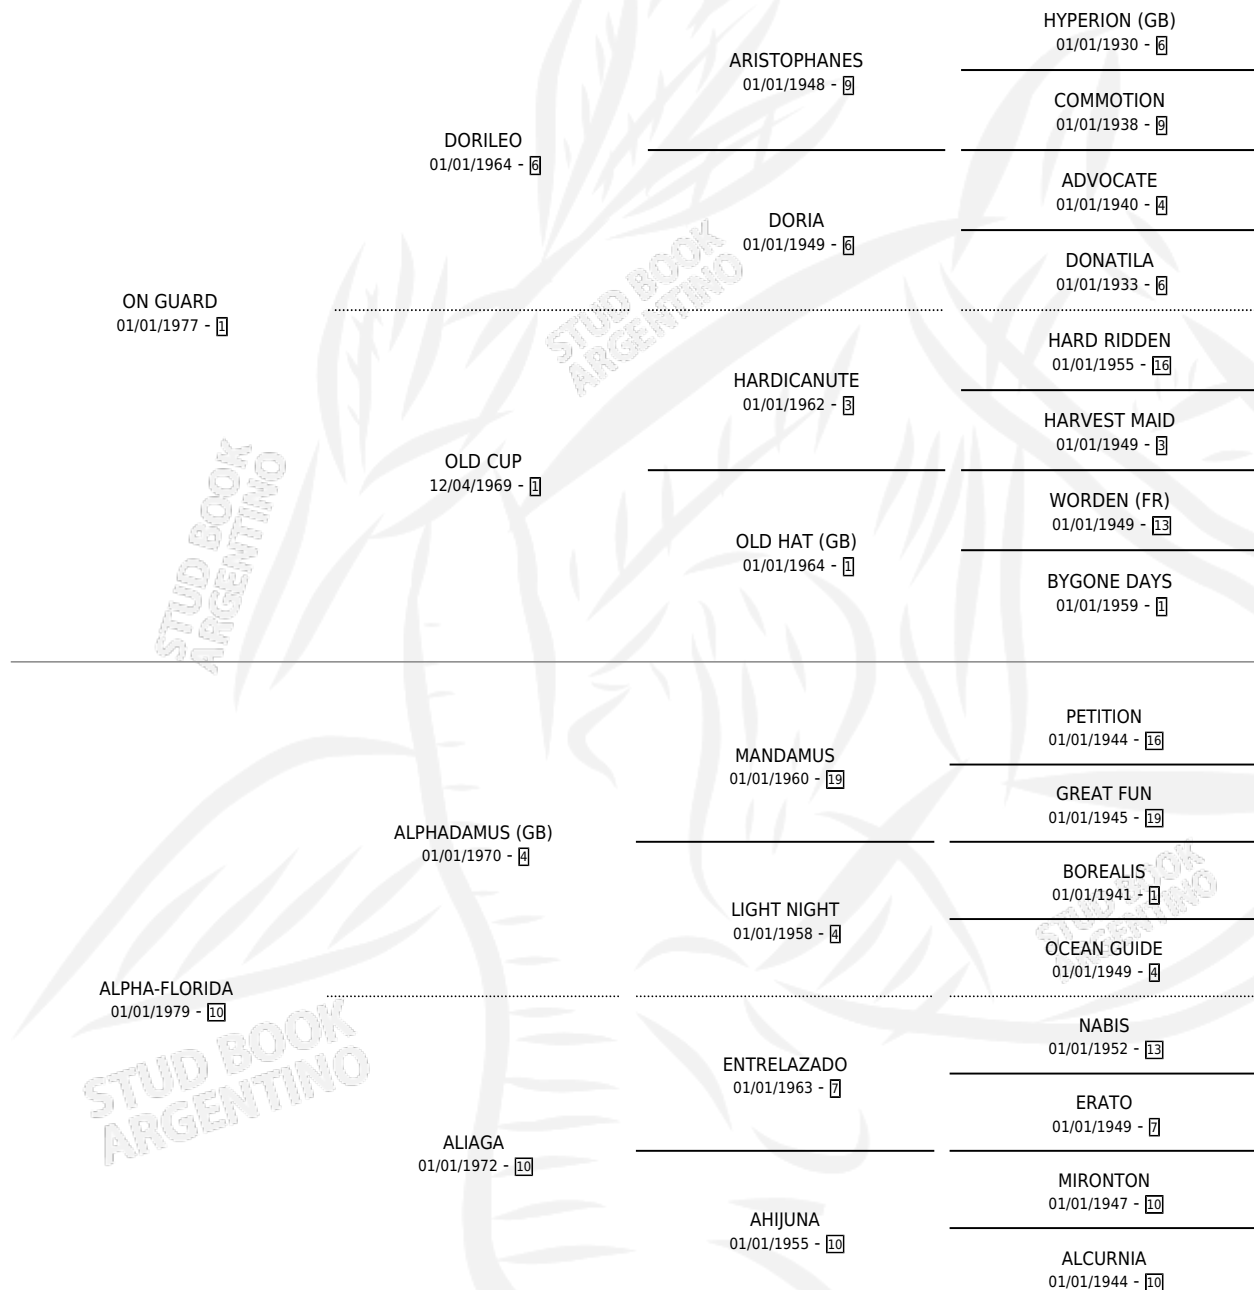 HYPERION (GB)
01/01/1930 - 6
ARISTOPHANES
01/01/1948 - 9
COMMOTION
01/01/1938 - 9
DORILEO
01/01/1964 - 6
ADVOCATE
01/01/1940 - 4
DORIA
01/01/1949 - 6
DONATILA
01/01/1933 - 6
ON GUARD
01/01/1977 - 1
HARD RIDDEN
01/01/1955 - 16
HARDICANUTE
01/01/1962 - 3
HARVEST MAID
01/01/1949 - 3
OLD CUP
12/04/1969 - 1
WORDEN (FR)
01/01/1949 - 13
OLD HAT (GB)
01/01/1964 - 1
BYGONE DAYS
01/01/1959 - 1
PETITION
01/01/1944 - 16
MANDAMUS
01/01/1960 - 19
GREAT FUN
01/01/1945 - 19
ALPHADAMUS (GB)
01/01/1970 - 4
BOREALIS
01/01/1941 - 1
LIGHT NIGHT
01/01/1958 - 4
OCEAN GUIDE
01/01/1949 - 4
ALPHA-FLORIDA
01/01/1979 - 10
NABIS
01/01/1952 - 13
ENTRELAZADO
01/01/1963 - 7
ERATO
01/01/1949 - 7
ALIAGA
01/01/1972 - 10
MIRONTON
01/01/1947 - 10
AHIJUNA
01/01/1955 - 10
ALCURNIA
01/01/1944 - 10
STUD BOOK
ARGENTINO
STUD BOOK
ARGENTINO
STUD BOOK
ARGENTINO
STUD BOOK
ARGENTINO